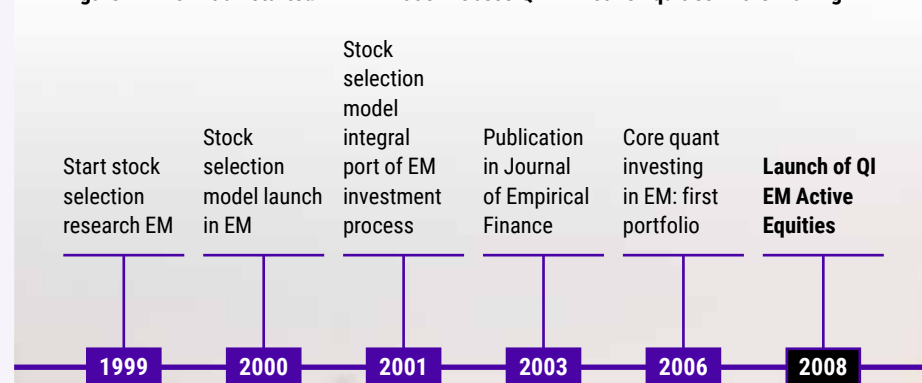 Start stock
selection
research EM
Stock
selection
model launch
in EM
Stock
selection
model
integral
port of EM
investment
process
Publication
in Journal
of Empirical
Finance
Core quant
investing
in EM: first
portfolio
Launch of QI
EM Active
Equities
1999
2000
2001
2003
2006
2008